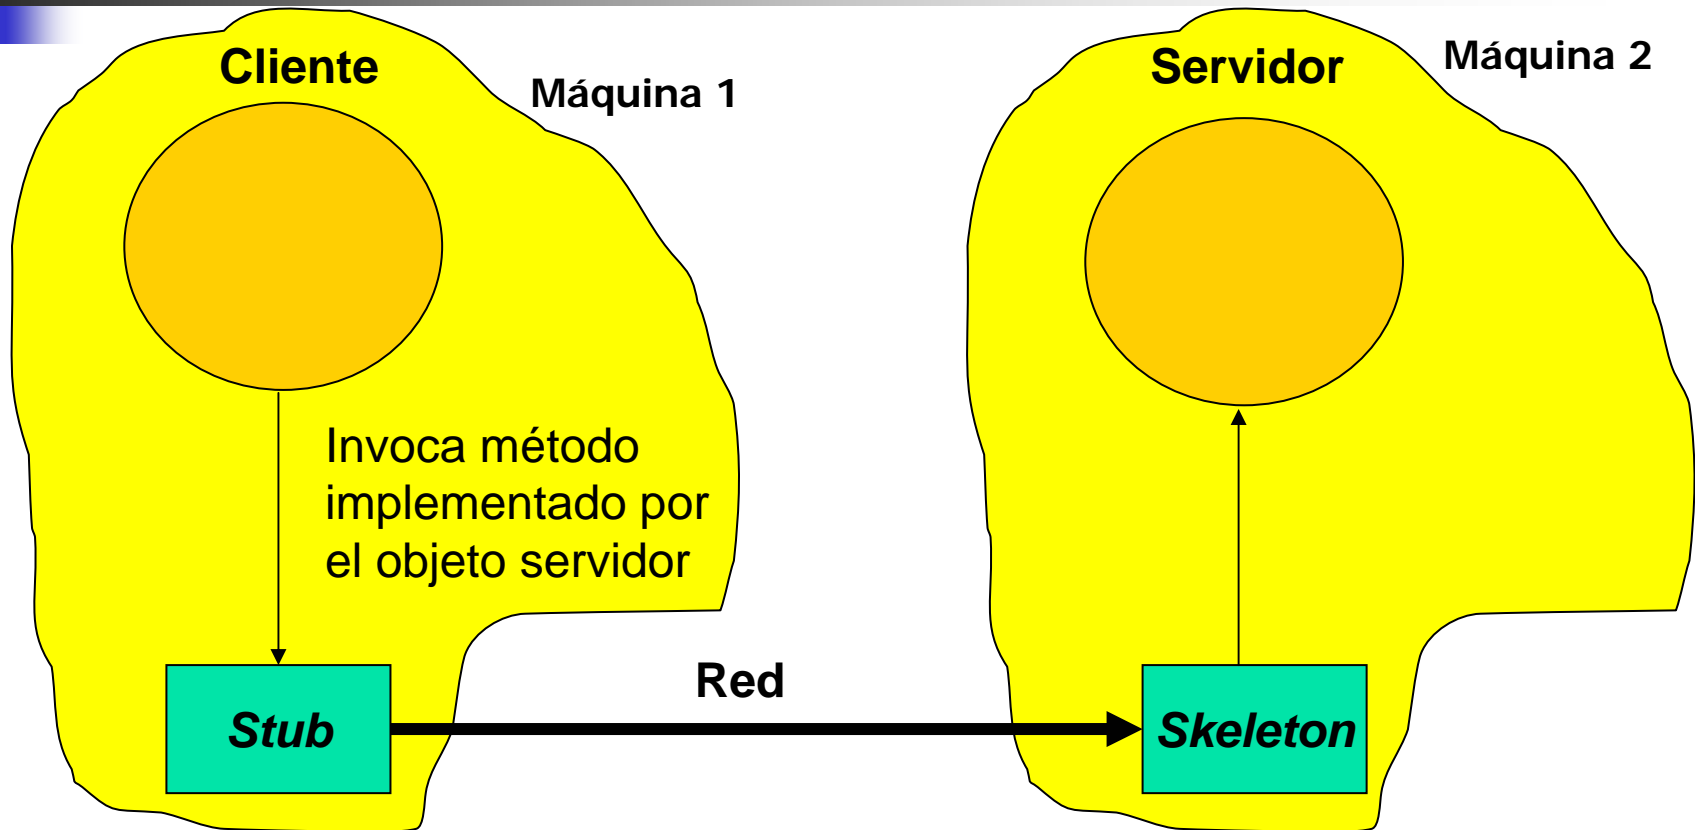 Cliente
Máquina 1
Servidor
Máquina 2
Invoca método
implementado por
el objeto servidor
Red
Stub
Skeleton